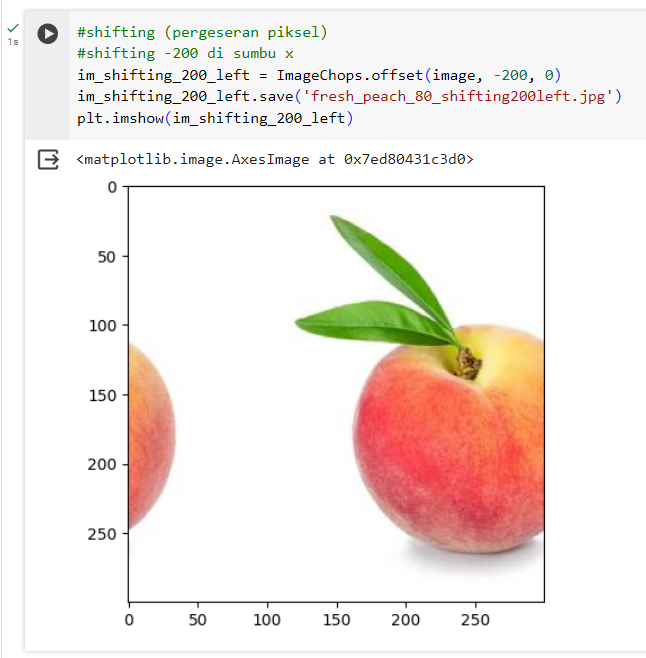 1s
#shifting (pergeseran piksel)
#shifting -200 di sumbu x
im_shifting_200_left = ImageChops.offset(image, -200, 0)
im_shifting_200_left.save('fresh_peach_80_shifting200left.jpg')
plt.imshow(im_shifting_200_left)
<matplotlib.image.AxesImage at 0x7ed80431c3d0>
0
50
100
150
200
250
0 50 100 150 200 250